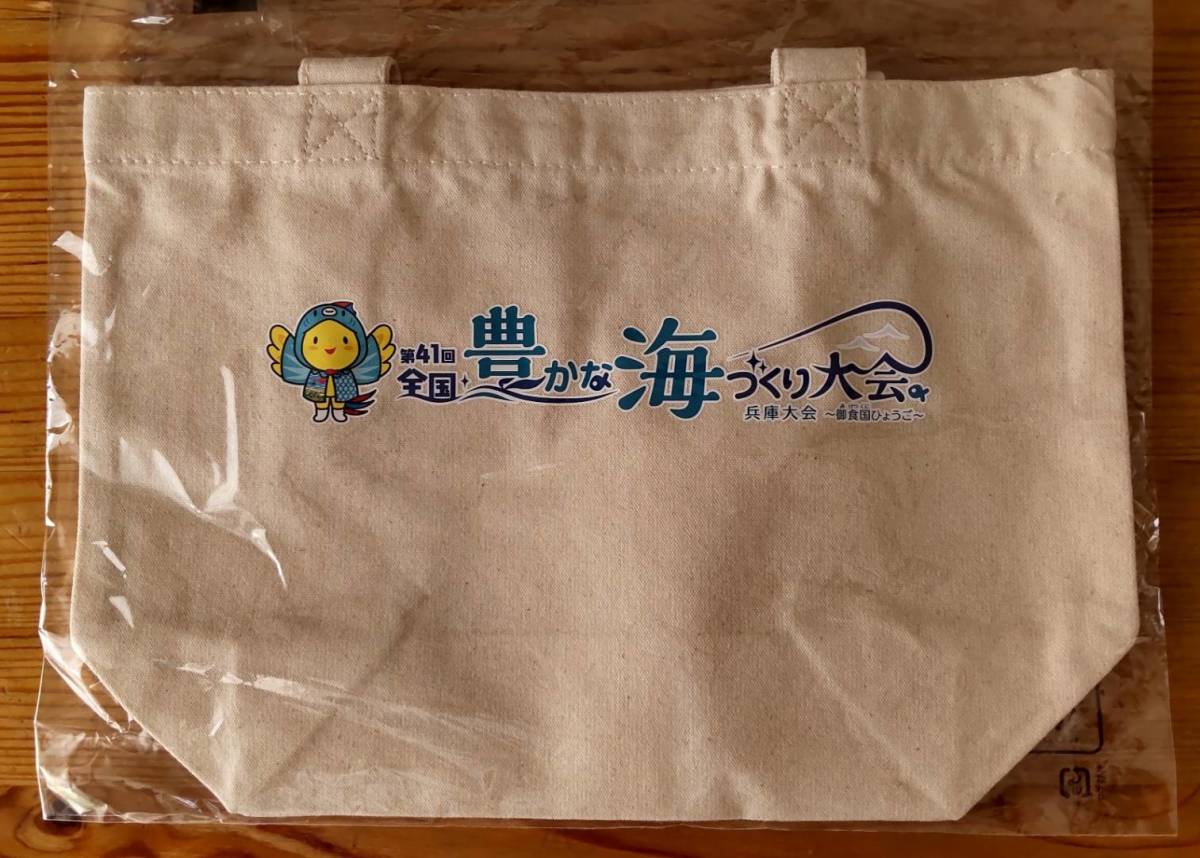 第41回
全国豊かな海づくり大会
兵庫大会 ～御食国ひょうご～